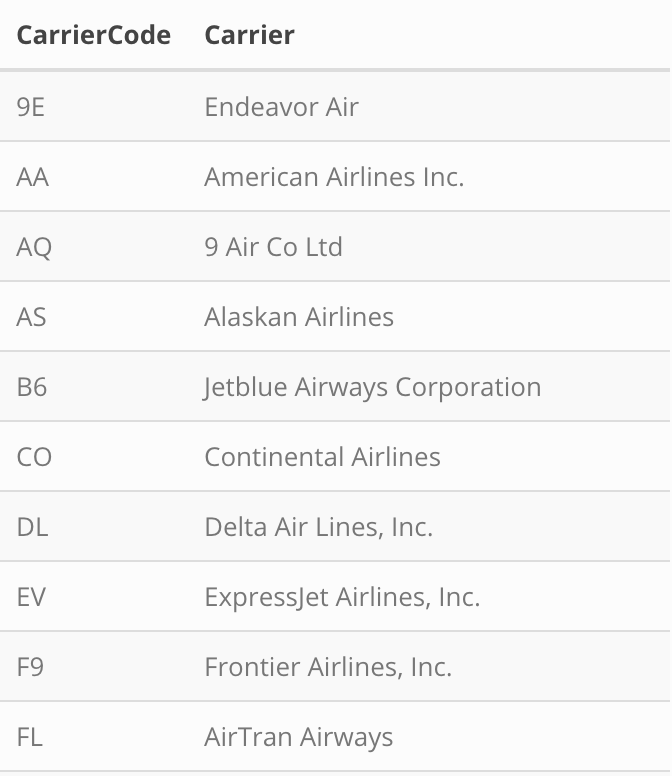 CarrierCode Carrier
9E Endeavor Air
AA American Airlines Inc.
AQ 9 Air Co Ltd
AS Alaskan Airlines
B6 Jetblue Airways Corporation
CO Continental Airlines
DL Delta Air Lines, Inc.
EV ExpressJet Airlines, Inc.
F9 Frontier Airlines, Inc.
FL AirTran Airways